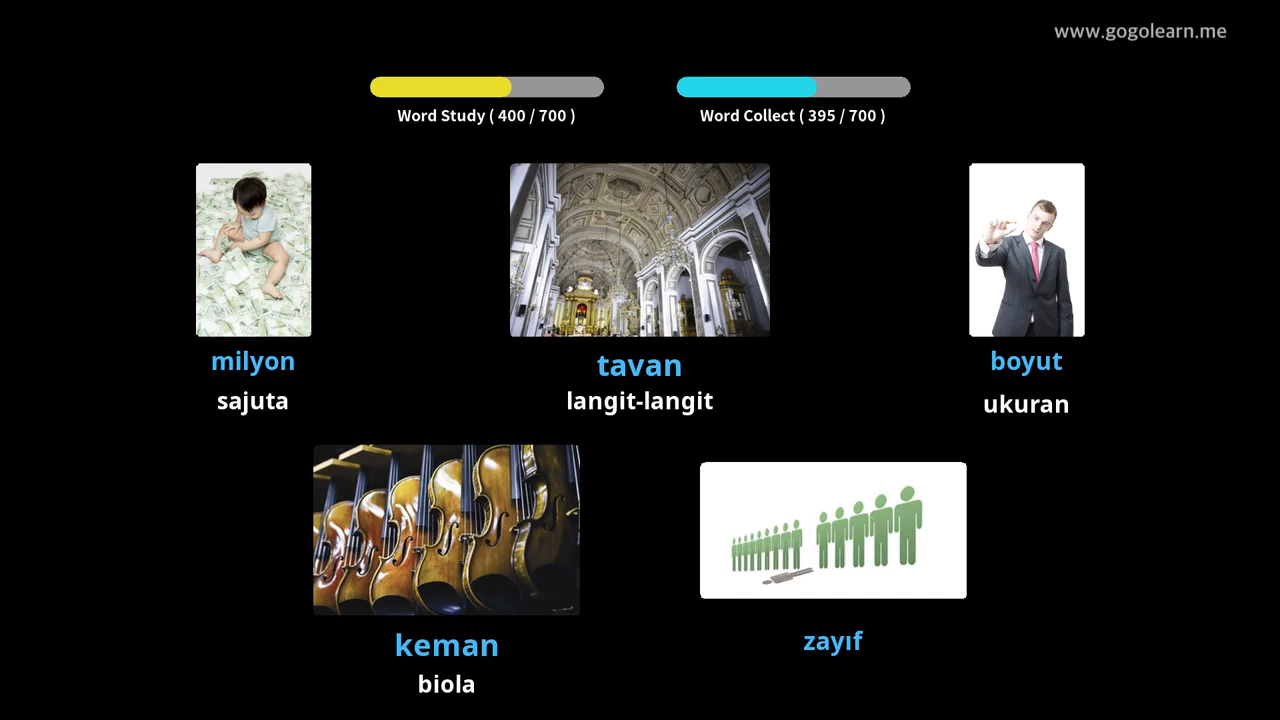 www.gogolearn.me
Word Study ( 400 / 700 )
Word Collect ( 395 / 700 )
milyon
sajuta
tavan
langit-langit
boyut
ukuran
keman
biola
zayıf